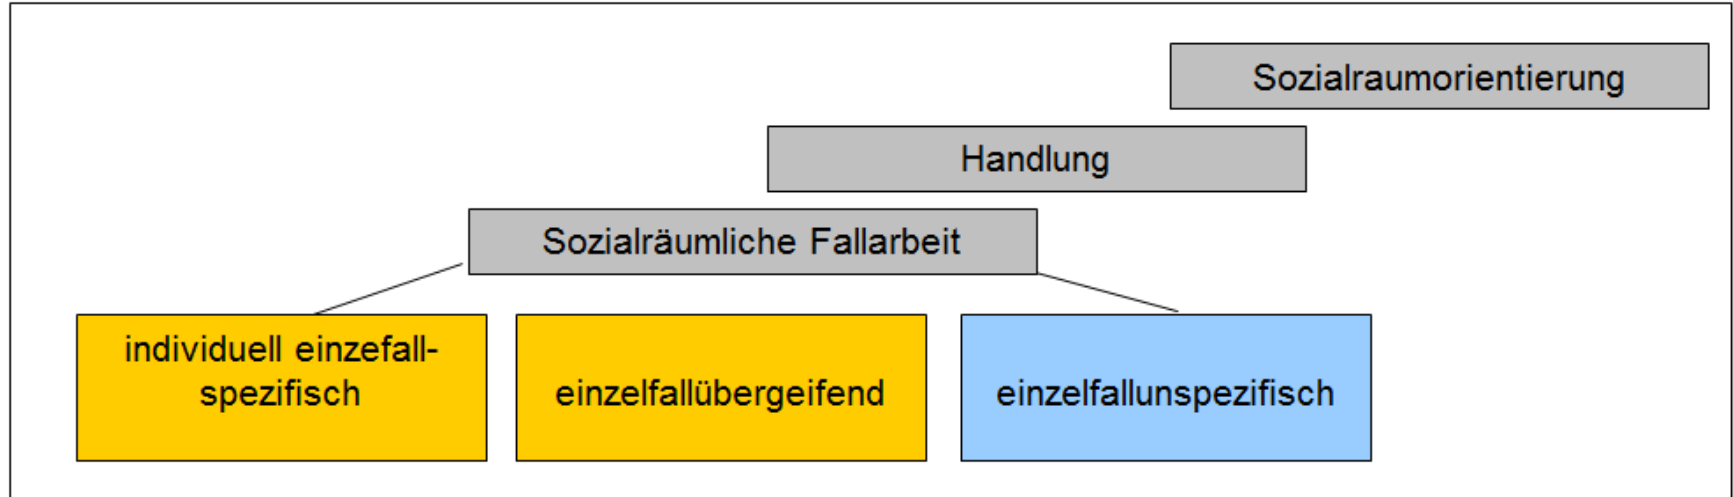 Sozialraumorientierung
Handlung
Sozialräumliche Fallarbeit
individuell einzefall-
spezifisch
einzelfallübergeifend
einzelfallunspezifisch